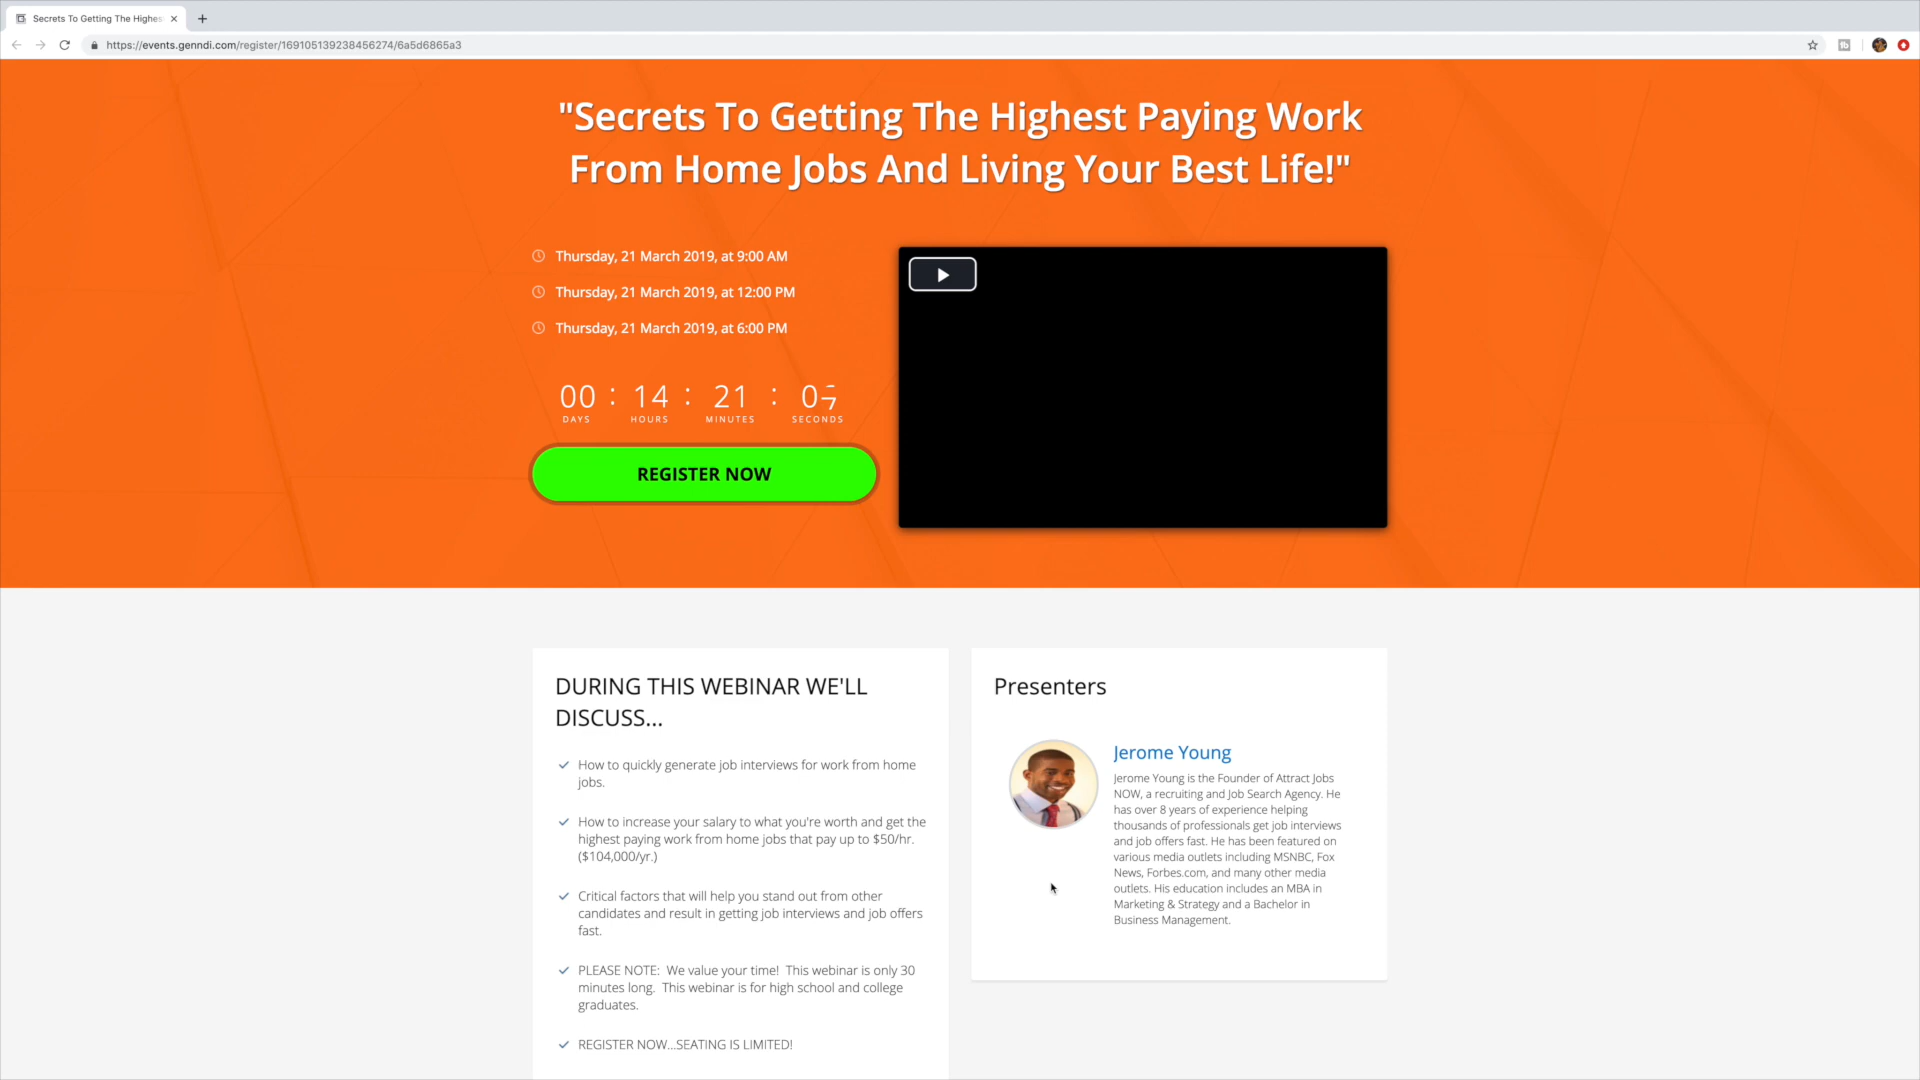 Secrets To Getting The Highes
https://events.genndi.com/register/169105139238456274/6a5d6865a3
"Secrets To Getting The Highest Paying Work
From Home Jobs And Living Your Best Life!"
Thursday, 21 March 2019, at 9:00 AM
Thursday, 21 March 2019, at 12:00 PM
Thursday, 21 March 2019, at 6:00 PM
00 : 14 : 21 : 07
DAYS HOURS MINUTES SECONDS
REGISTER NOW
DURING THIS WEBINAR WE'LL
DISCUSS...
How to quickly generate job interviews for work from home
jobs.
How to increase your salary to what you're worth and get the
highest paying work from home jobs that pay up to $50/hr.
($104,000/yr.)
Critical factors that will help you stand out from other
candidates and result in getting job interviews and job offers
fast.
PLEASE NOTE:  We value your time!  This webinar is only 30
minutes long.  This webinar is for high school and college
graduates.
REGISTER NOW...SEATING IS LIMITED!
Presenters
Jerome Young
Jerome Young is the Founder of Attract Jobs
NOW, a recruiting and Job Search Agency. He
has over 8 years of experience helping
thousands of professionals get job interviews
and job offers fast. He has been featured on
various media outlets including MSNBC, Fox
News, Forbes.com, and many other media
outlets. His education includes an MBA in
Marketing & Strategy and a Bachelor in
Business Management.